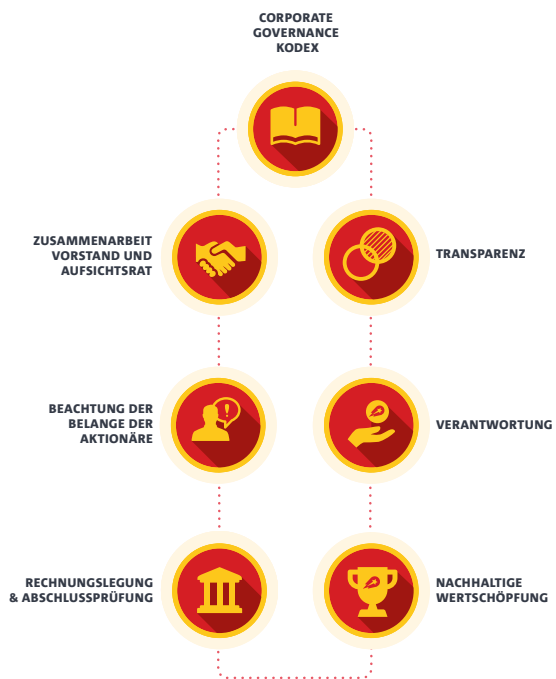 CORPORATE
GOVERNANCE
KODEX
ZUSAMMENARBEIT
VORSTAND UND
AUFSICHTSRAT
TRANSPARENZ
BEACHTUNG DER
BELANGE DER
AKTIONÄRE
VERANTWORTUNG
RECHNUNGSLEGUNG
& ABSCHLUSSPRÜFUNG
NACHHALTIGE
WERTSCHÖPFUNG